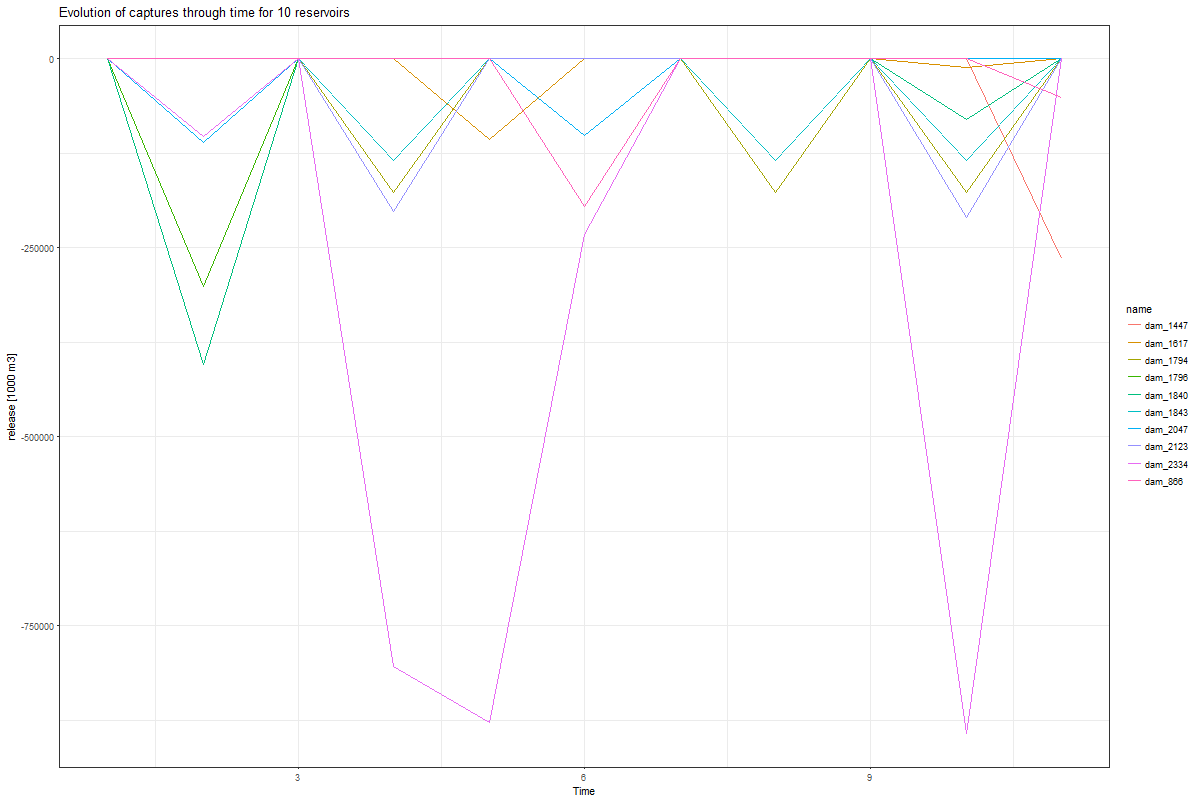 Evolution of captures through time for 10 reservoirs
0
-250000
-500000
-750000
release [1000 m3]
3
6
9
Time
name
dam_1447
dam_1617
dam_1794
dam_1796
dam_1840
dam_1843
dam_2047
dam_2123
dam_2334
dam_866